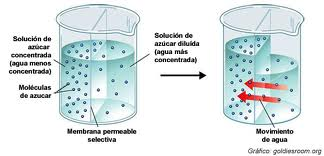 Solución de
azúcar
concentrada
(agua menos
concentrada)
Moléculas
de azucar
Solución de
azúcar diluída
(agua más
concentrada)
Membrana permeable
selectiva
Movimiento
de agua
Gráfico: goldiesroom.org